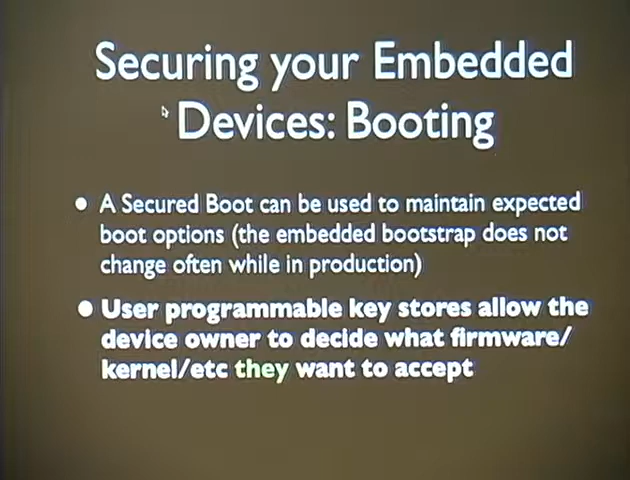 Securing your Embedded
Devices: Booting
• A Secured Boot can be used to maintain expected
boot options (the embedded bootstrap does not
change often while in production)
• User programmable key stores allow the
device owner to decide what firmware/
kernel/etc they want to accept